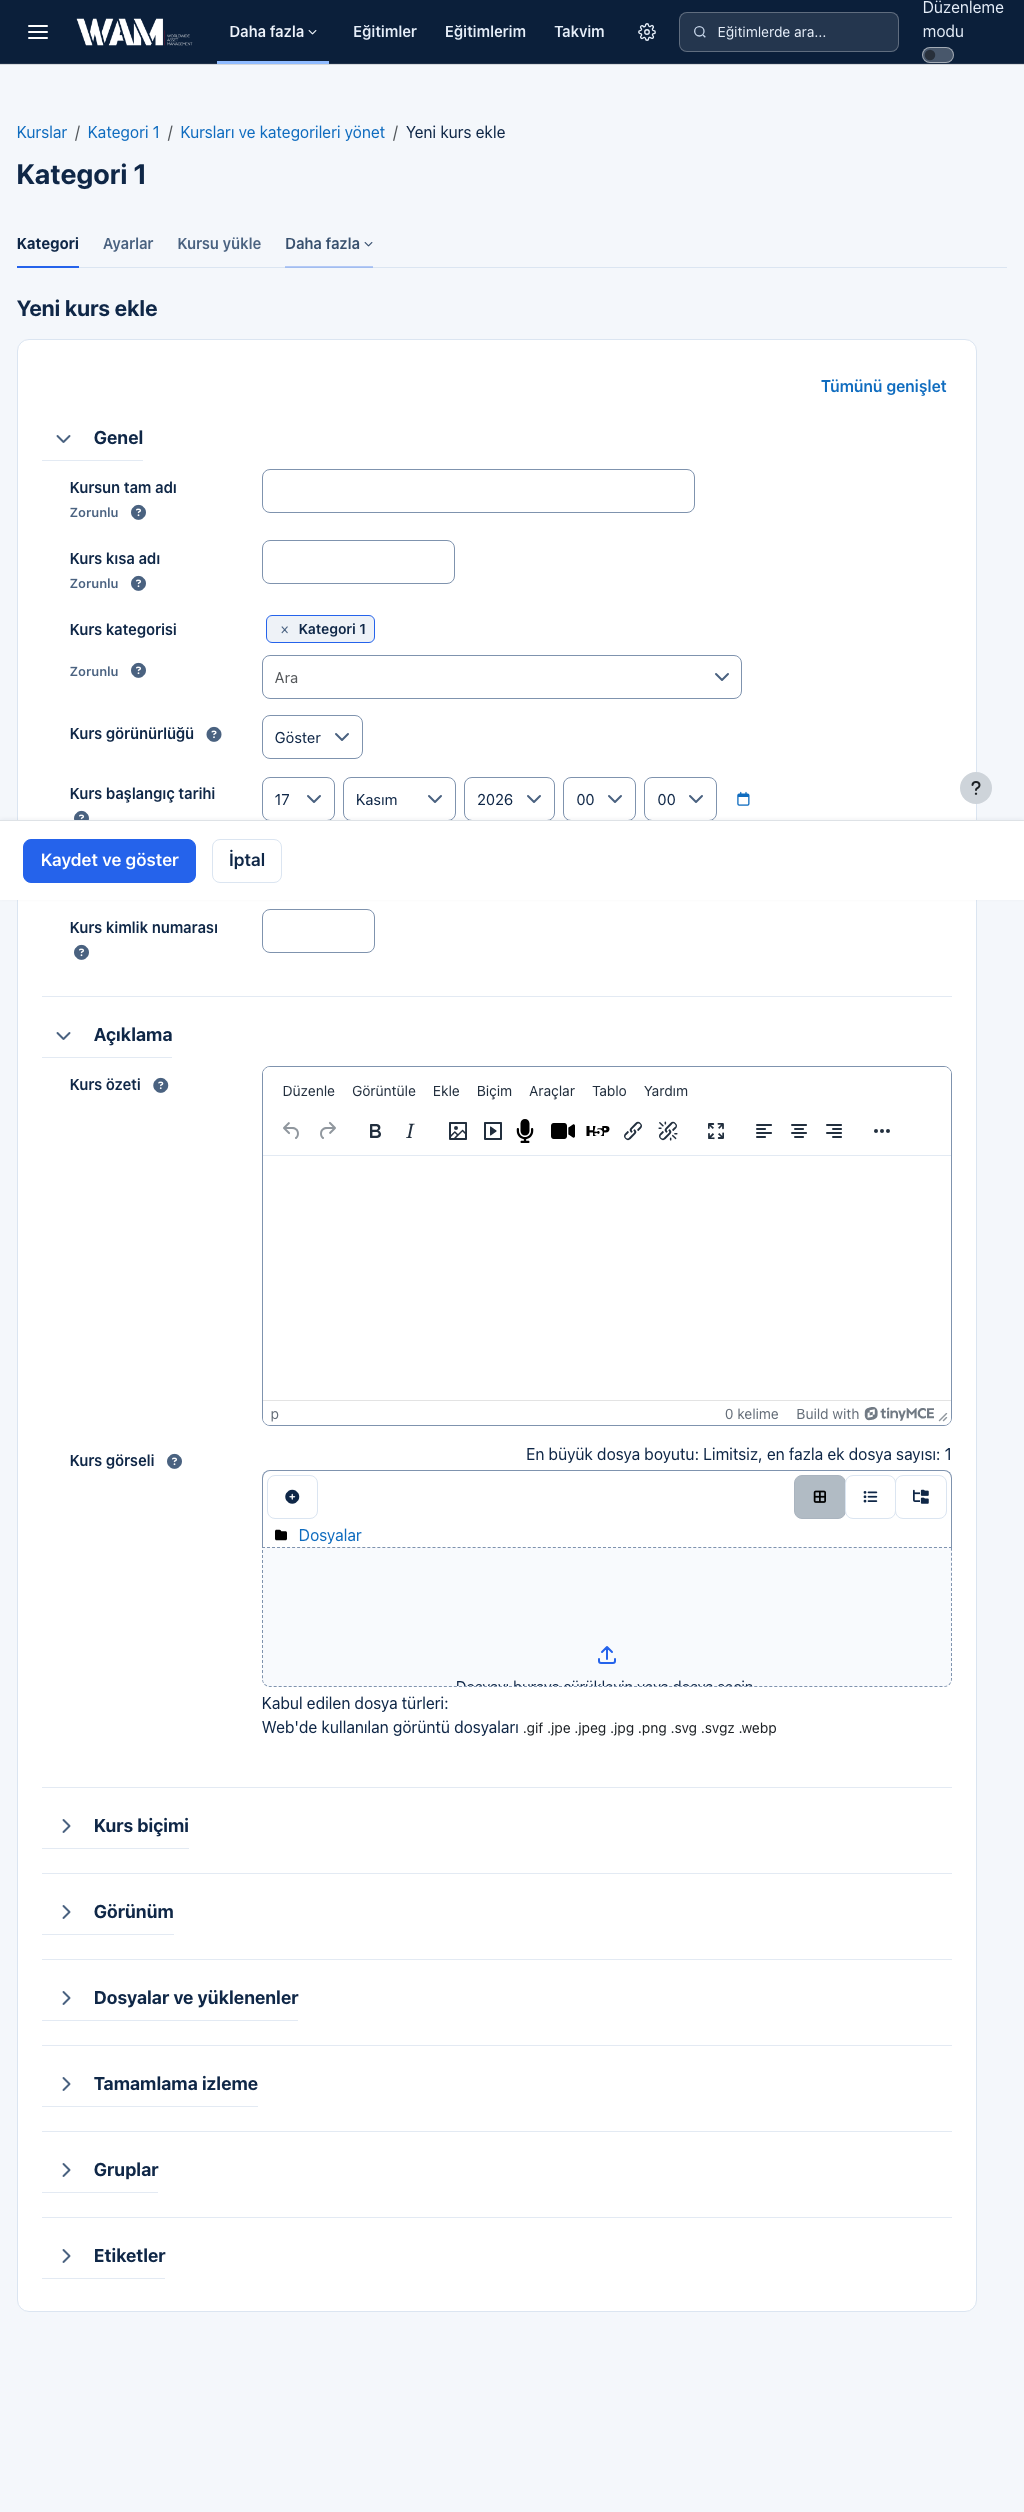 WAM
Daha fazla
Eğitimler
Eğitimlerim
Takvim
Eğitimlerde ara...
Düzenleme
modu
Kurslar / Kategori 1 / Kursları ve kategorileri yönet / Yeni kurs ekle
Kategori 1
Kategori
Ayarlar
Kursu yükle
Daha fazla
Yeni kurs ekle
Tümünü genişlet
Genel
Kursun tam adı
Zorunlu ?
Kurs kısa adı
Zorunlu ?
Kurs kategorisi
× Kategori 1
Zorunlu ?
Ara
Kurs görünürlüğü ?
Göster
Kurs başlangıç tarihi
17
Kasım
2026
00
00
?
?
Kaydet ve göster
İptal
Kurs kimlik numarası
?
Açıklama
Kurs özeti ?
Düzenle Görüntüle Ekle Biçim Araçlar Tablo Yardım
B I H-P
p
0 kelime
Build with tinyMCE
Kurs görseli ?
En büyük dosya boyutu: Limitsiz, en fazla ek dosya sayısı: 1
Dosyalar
Dosyayı buraya sürükleyin veya dosya seçin
Kabul edilen dosya türleri:
Web'de kullanılan görüntü dosyaları .gif .jpe .jpeg .jpg .png .svg .svgz .webp
Kurs biçimi
Görünüm
Dosyalar ve yüklenenler
Tamamlama izleme
Gruplar
Etiketler